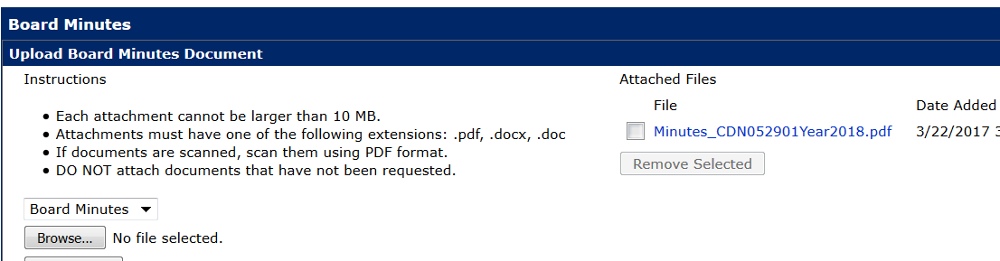 Board Minutes
Upload Board Minutes Document
Instructions
• Each attachment cannot be larger than 10 MB.
• Attachments must have one of the following extensions: .pdf, .docx, .doc
• If documents are scanned, scan them using PDF format.
• DO NOT attach documents that have not been requested.
Board Minutes
Browse... No file selected.
Attached Files
File Date Added
Minutes_CDN052901Year2018.pdf 3/22/2017
Remove Selected